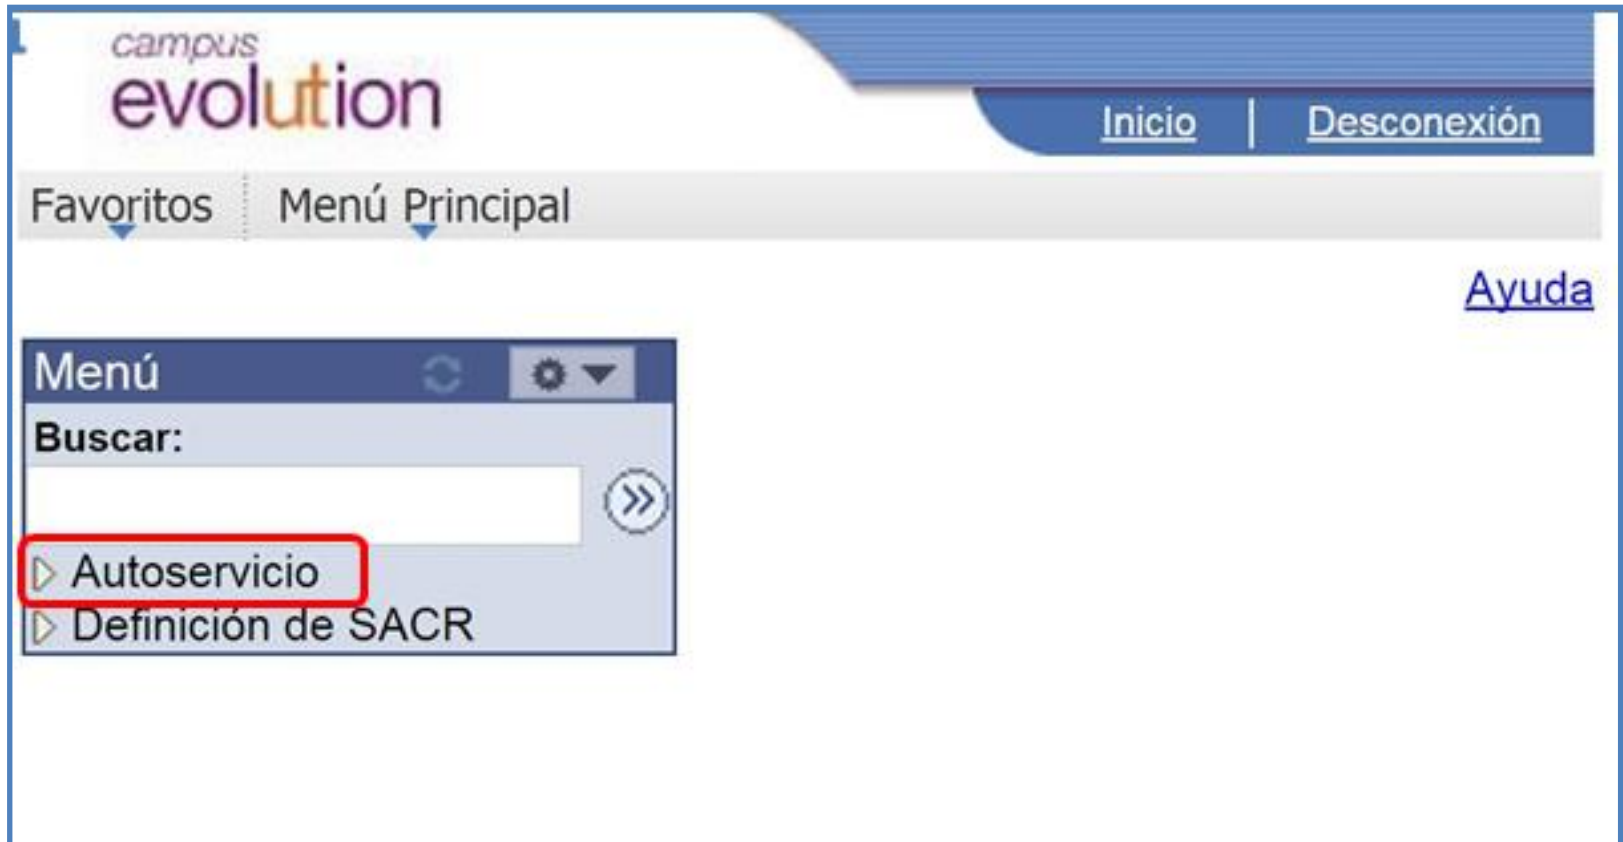 campus
evolution
Inicio | Desconexión
Favoritos Menú Principal
Ayuda
Menú
Buscar:
Autoservicio
Definición de SACR